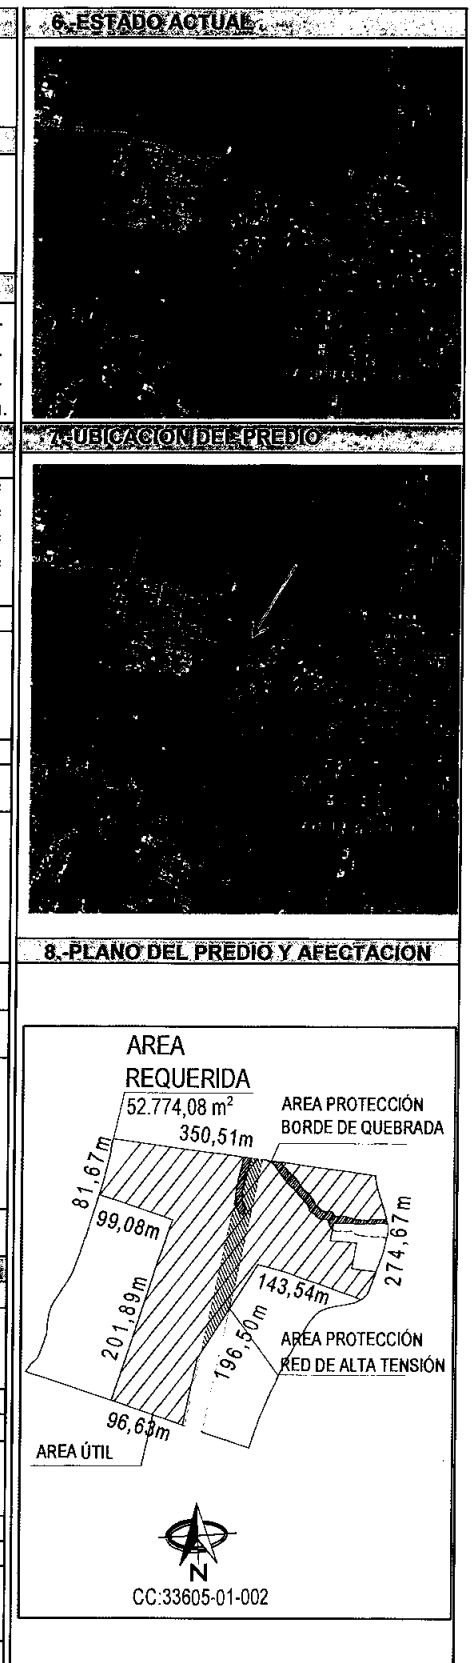 6.-ESTADO ACTUAL
7.-UBICACIÓN DEL PREDIO
8.-PLANO DEL PREDIO Y AFECTACION
AREA
REQUERIDA
52.774,08 m²
350,51m
AREA PROTECCIÓN
BORDE DE QUEBRADA
81,67m
99,08m
274,67m
201,89m
143,54m
196,50m
AREA PROTECCIÓN
RED DE ALTA TENSIÓN
96,63m
AREA ÚTIL
N
CC:33605-01-002